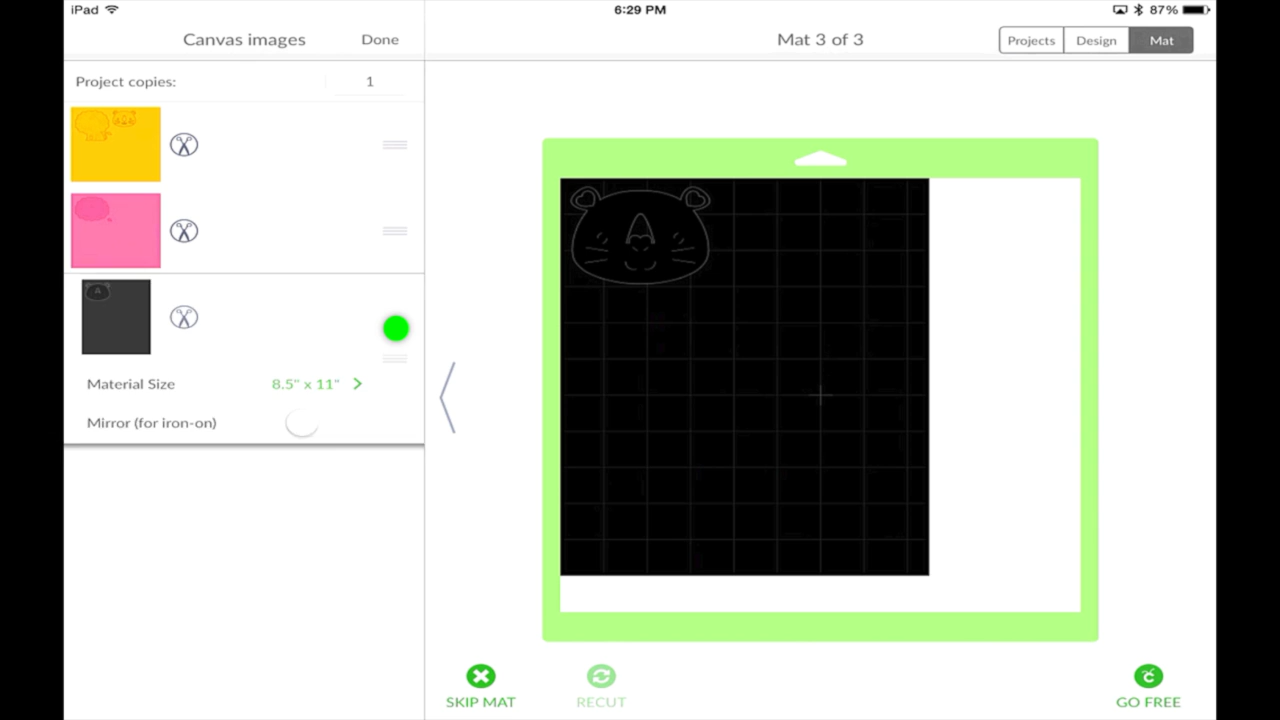 iPad 6:29 PM 87%
Canvas images Done Mat 3 of 3 Projects Design Mat
Project copies: 1
Material Size 8.5" x 11"
Mirror (for iron-on)
SKIP MAT RECUT GO FREE